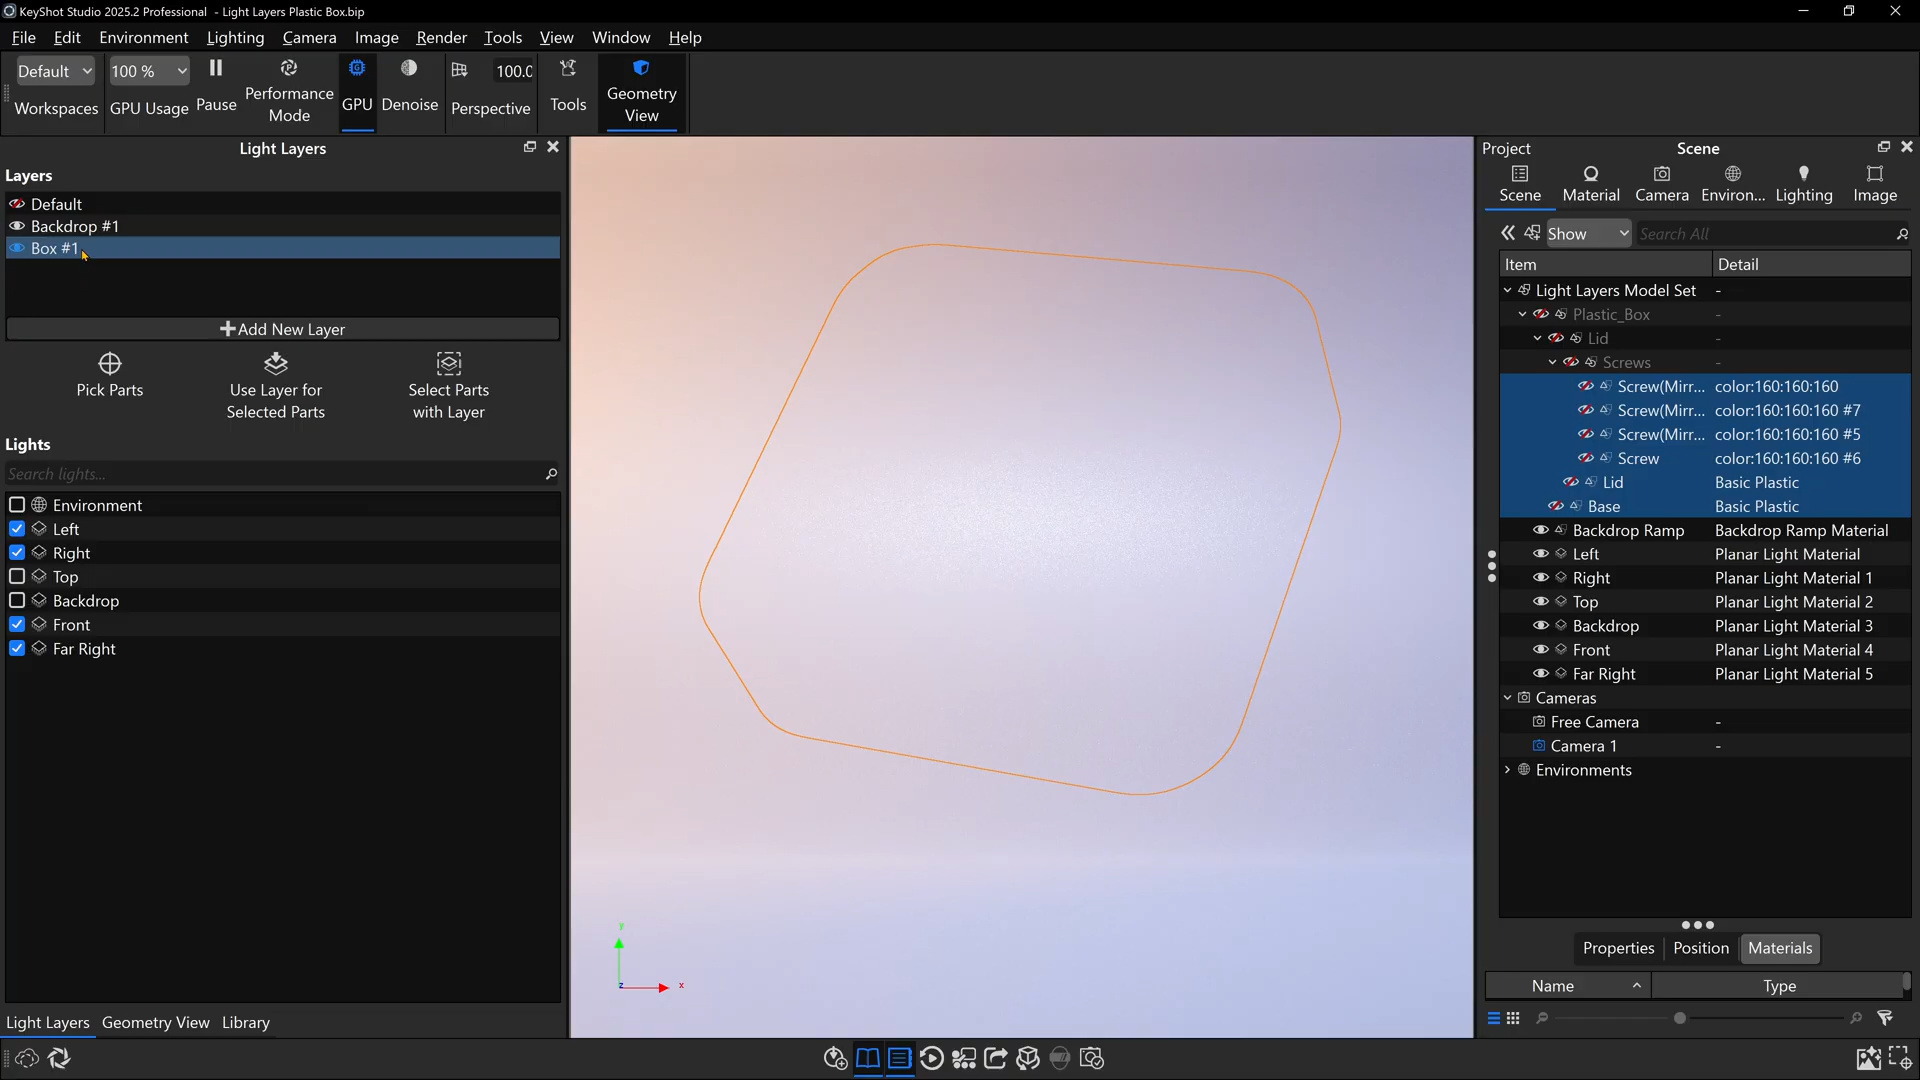 KeyShot Studio 2025.2 Professional - Light Layers Plastic Box.bip
File Edit Environment Lighting Camera Image Render Tools View Window Help
Default 100 % 100.0
Workspaces GPU Usage Pause Performance Mode GPU Denoise Perspective Tools Geometry View
Light Layers
Layers
Default
Backdrop #1
Box #1
Add New Layer
Pick Parts
Use Layer for
Selected Parts
Select Parts
with Layer
Lights
Search lights...
Environment
Left
Right
Top
Backdrop
Front
Far Right
Light Layers Geometry View Library
y
z
x
Project Scene
Scene Material Camera Environ... Lighting Image
Show Search All
Item Detail
Light Layers Model Set -
Plastic_Box -
Lid -
Screws -
Screw(Mirr... color:160:160:160
Screw(Mirr... color:160:160:160 #7
Screw(Mirr... color:160:160:160 #5
Screw color:160:160:160 #6
Lid Basic Plastic
Base Basic Plastic
Backdrop Ramp Backdrop Ramp Material
Left Planar Light Material
Right Planar Light Material 1
Top Planar Light Material 2
Backdrop Planar Light Material 3
Front Planar Light Material 4
Far Right Planar Light Material 5
Cameras
Free Camera -
Camera 1 -
Environments
Properties Position Materials
Name Type